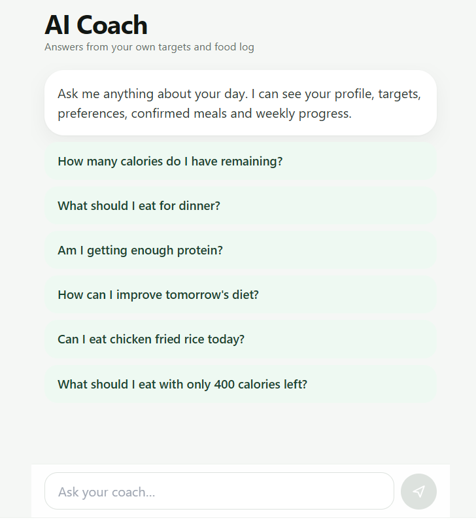 AI Coach
Answers from your own targets and food log
Ask me anything about your day. I can see your profile, targets,
preferences, confirmed meals and weekly progress.
How many calories do I have remaining?
What should I eat for dinner?
Am I getting enough protein?
How can I improve tomorrow's diet?
Can I eat chicken fried rice today?
What should I eat with only 400 calories left?
Ask your coach...